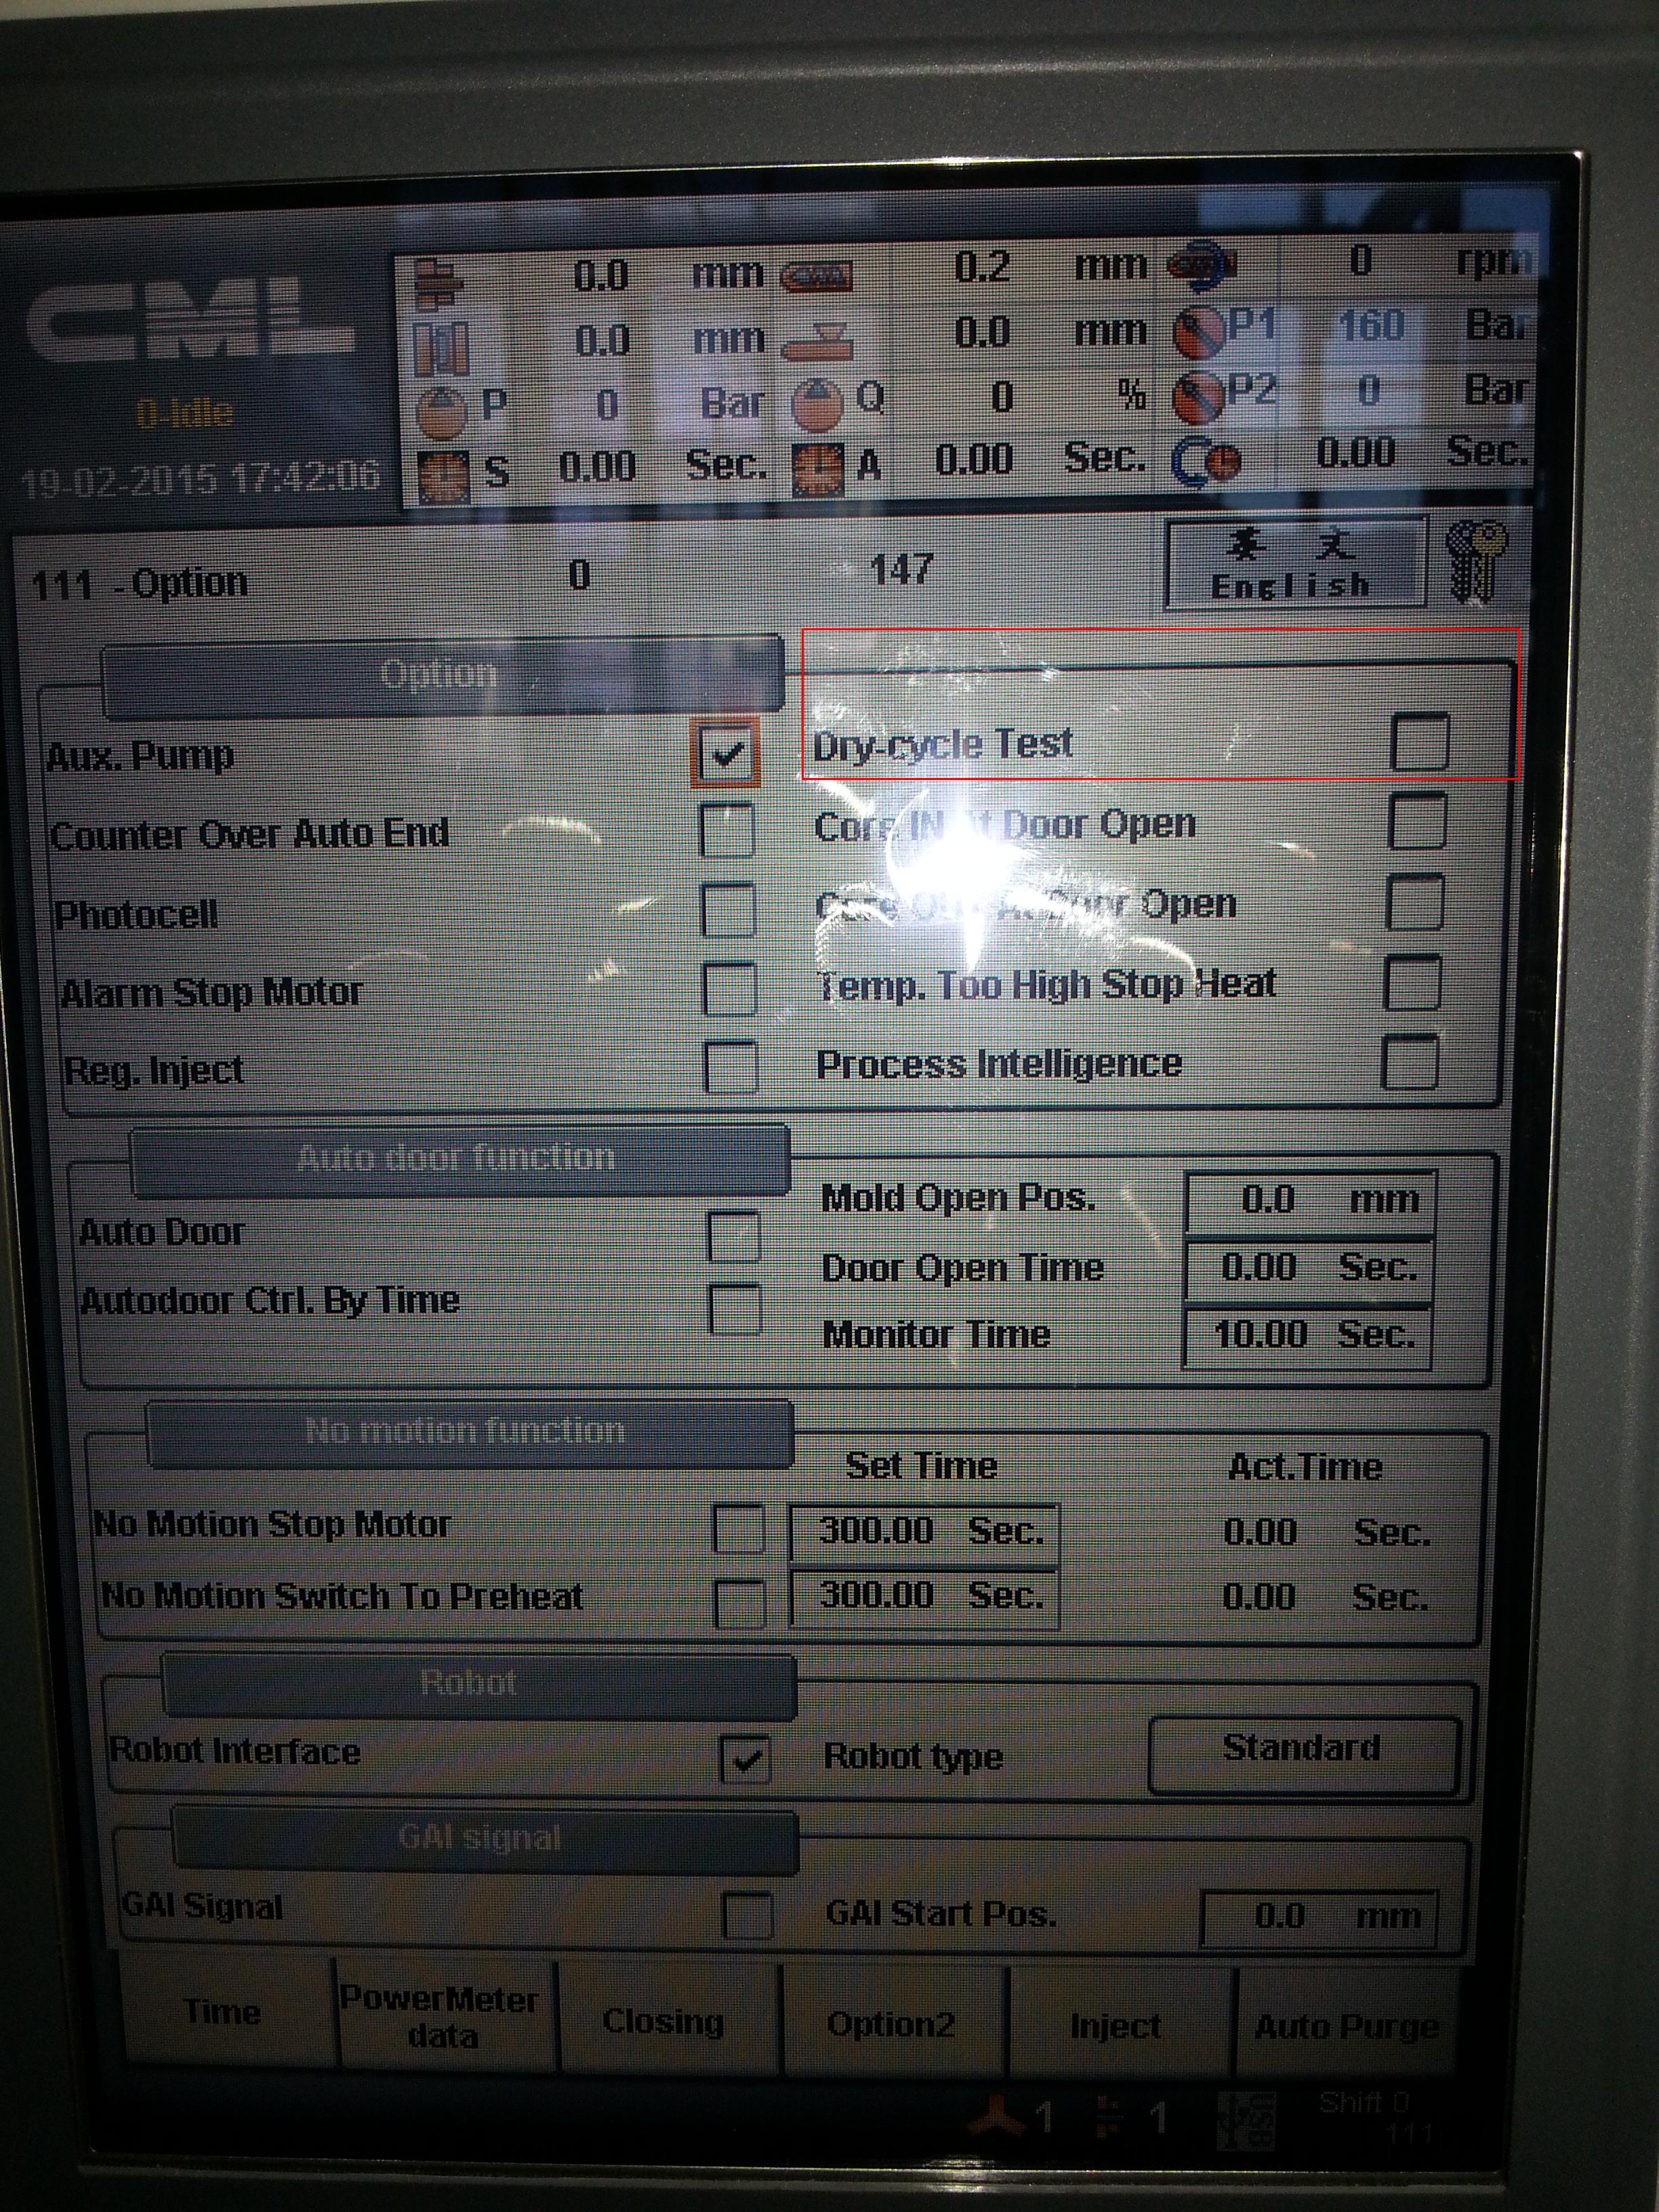 CML
0-Idle
19-02-2015 17:42:06
0.0 mm 0.2 mm 0 rpm
0.0 mm 0.0 mm P1 160 Bar
P 0 Bar Q 0 % P2 0 Bar
S 0.00 Sec. A 0.00 Sec. 0.00 Sec.
111 - Option 0 147
English
Option
Aux. Pump Dry-cycle Test
Counter Over Auto End Core IN At Door Open
Photocell Open
Alarm Stop Motor Temp. Too High Stop Heat
Reg. Inject Process Intelligence
Auto door function
Mold Open Pos. 0.0 mm
Auto Door
Door Open Time 0.00 Sec.
Autodoor Ctrl. By Time
Monitor Time 10.00 Sec.
No motion function
Set Time Act.Time
No Motion Stop Motor 300.00 Sec. 0.00 Sec.
No Motion Switch To Preheat 300.00 Sec. 0.00 Sec.
Robot
Robot Interface Robot type Standard
GAI signal
GAI Signal GAI Start Pos. 0.0 mm
Time PowerMeter data Closing Option2 Inject Auto Purge
1 1 USB Shift 0
111